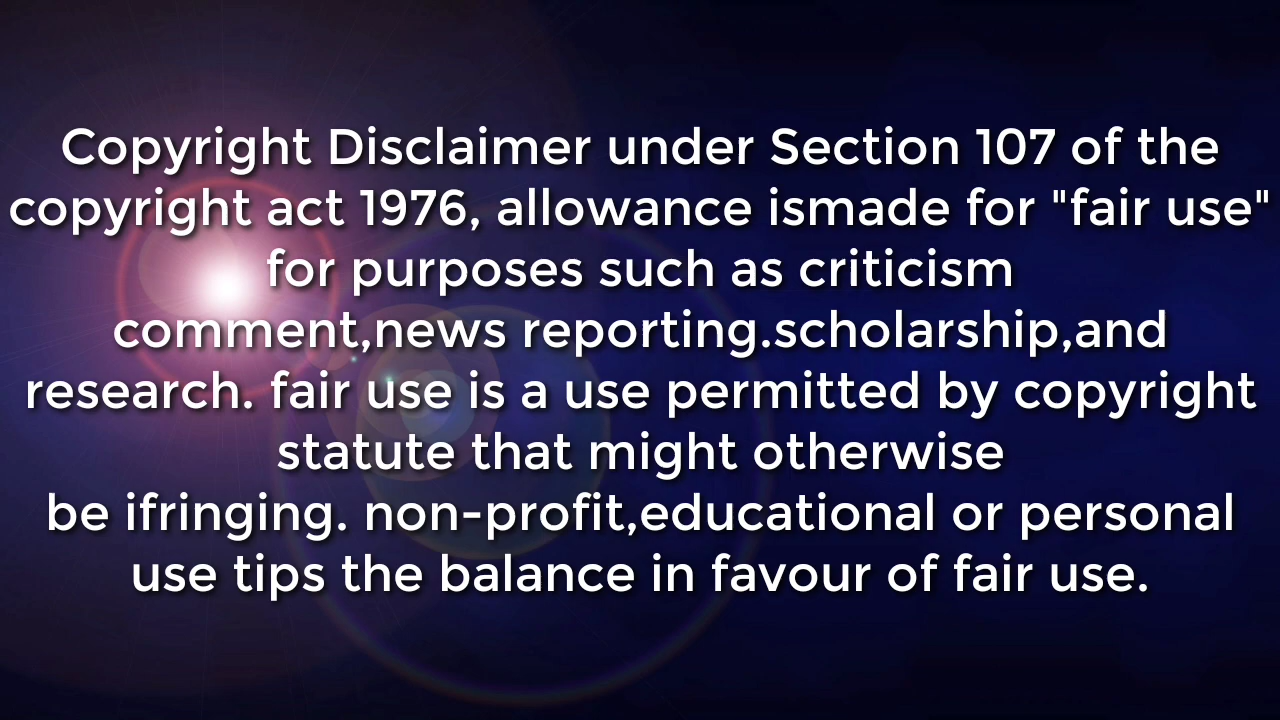 Copyright Disclaimer under Section 107 of the
copyright act 1976, allowance ismade for "fair use"
for purposes such as criticism
comment,news reporting.scholarship,and
research. fair use is a use permitted by copyright
statute that might otherwise
be ifringing. non-profit,educational or personal
use tips the balance in favour of fair use.